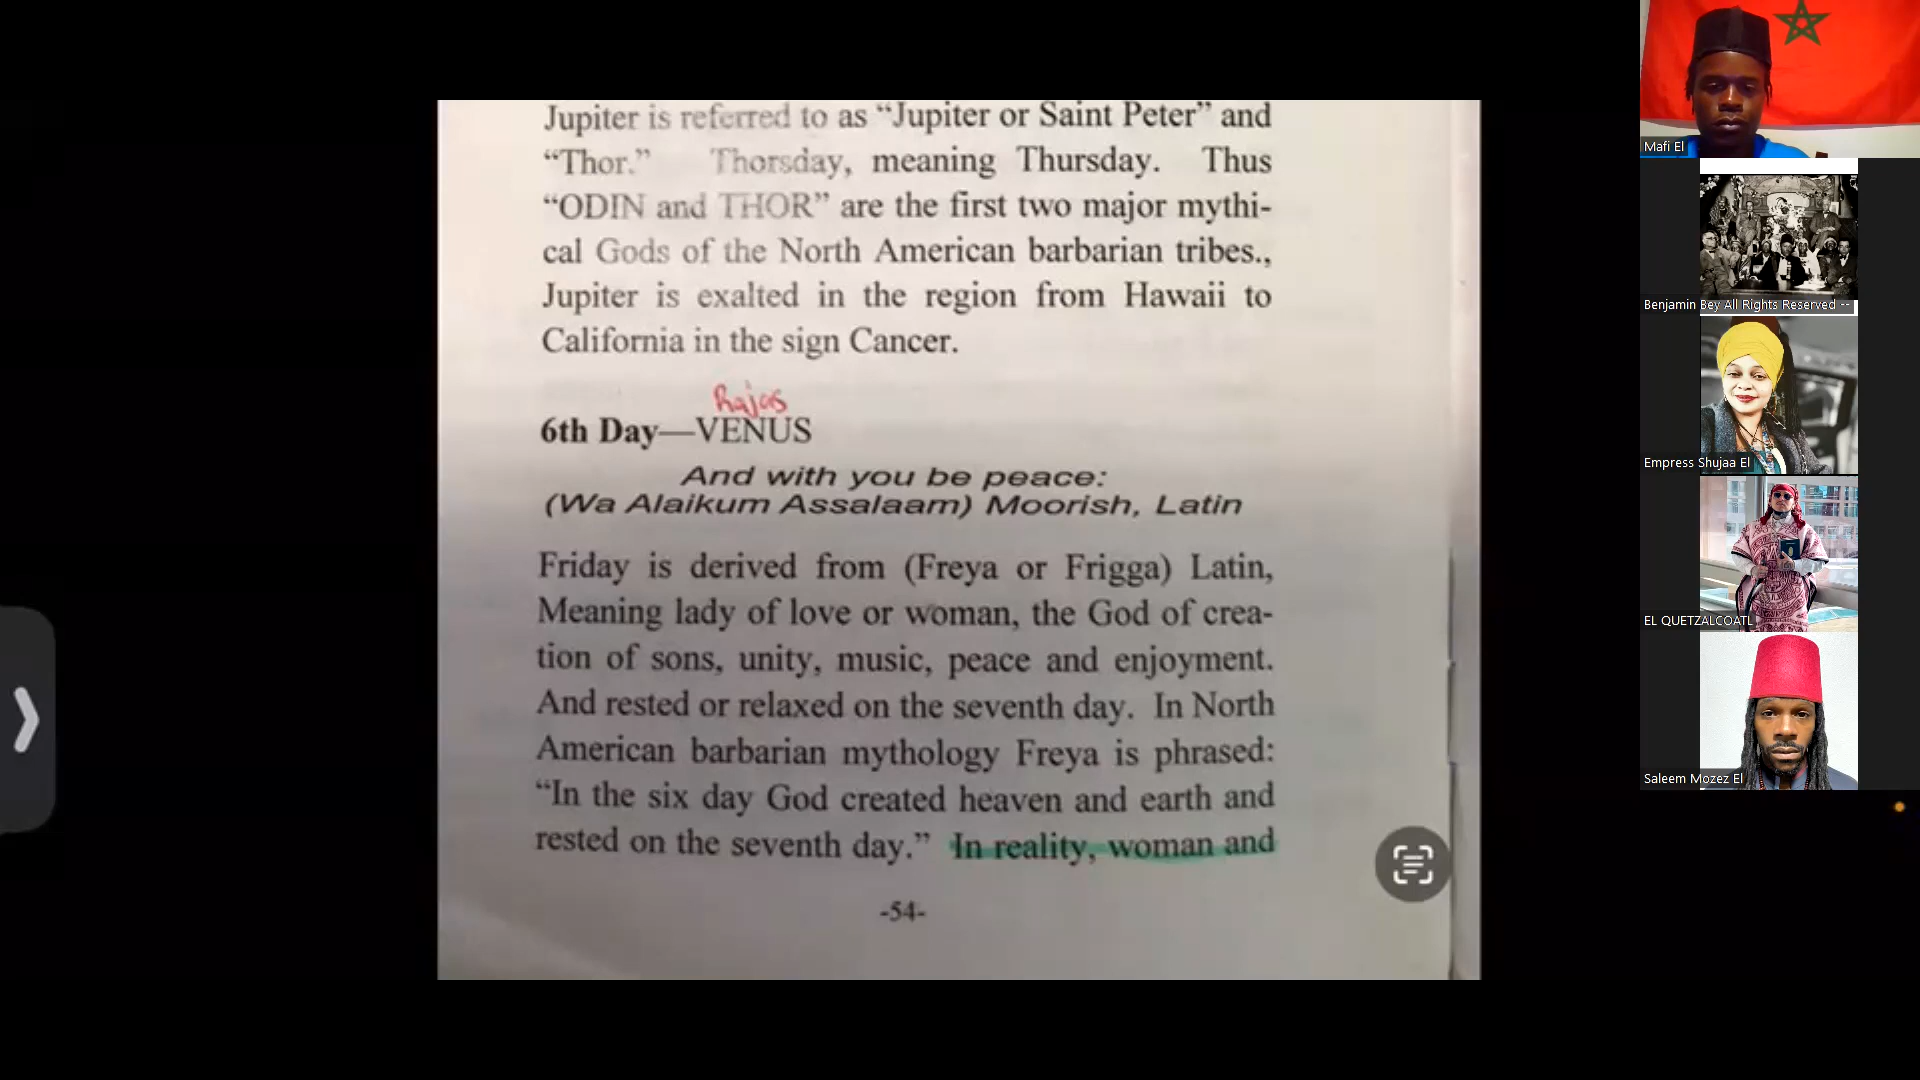 Jupiter is referred to as “Jupiter or Saint Peter” and
“Thor.” Thorsday, meaning Thursday. Thus
“ODIN and THOR” are the first two major mythi-
cal Gods of the North American barbarian tribes.,
Jupiter is exalted in the region from Hawaii to
California in the sign Cancer.
Rajas
6th Day—VENUS
And with you be peace:
(Wa Alaikum Assalaam) Moorish, Latin
Friday is derived from (Freya or Frigga) Latin,
Meaning lady of love or woman, the God of crea-
tion of sons, unity, music, peace and enjoyment.
And rested or relaxed on the seventh day. In North
American barbarian mythology Freya is phrased:
“In the six day God created heaven and earth and
rested on the seventh day.” In reality, woman and
-54-
Mafi El
Benjamin Bey All Rights Reserved --
Empress Shujaa El
EL QUETZALCOATL
Saleem Mozez El